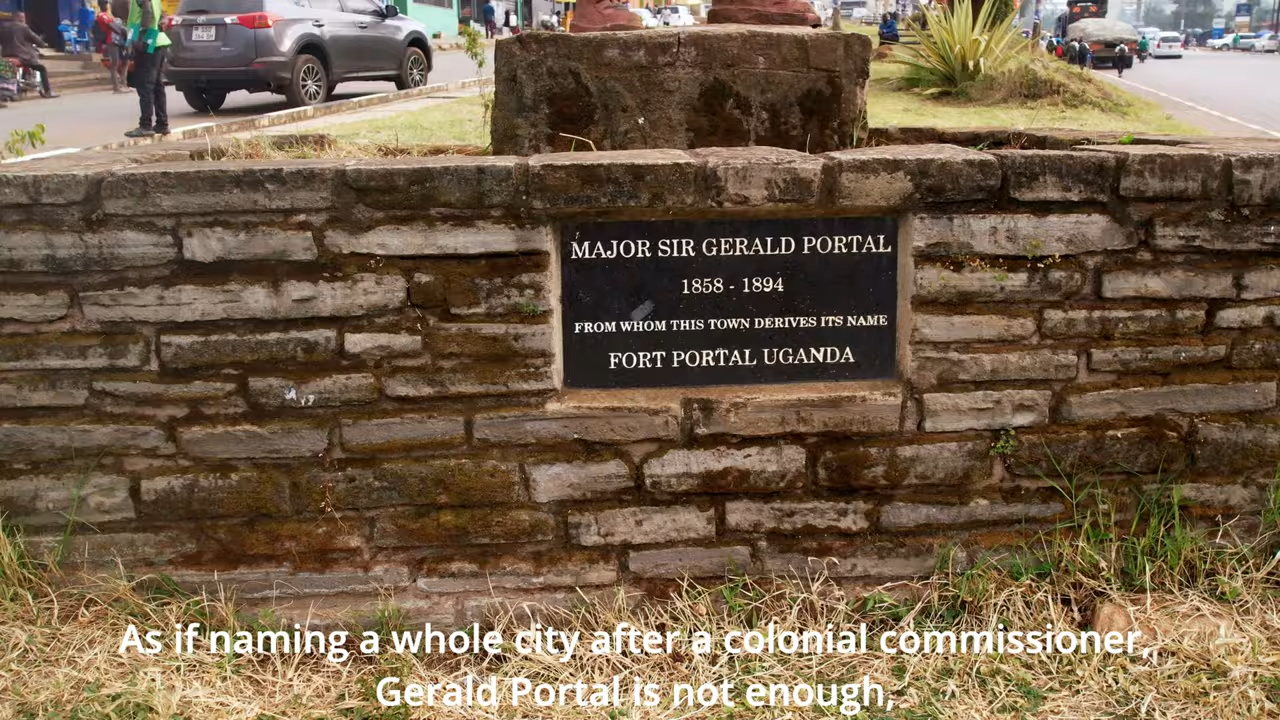 MAJOR SIR GERALD PORTAL
1858 - 1894
FROM WHOM THIS TOWN DERIVES ITS NAME
FORT PORTAL UGANDA
As if naming a whole city after a colonial commissioner,
Gerald Portal is not enough,